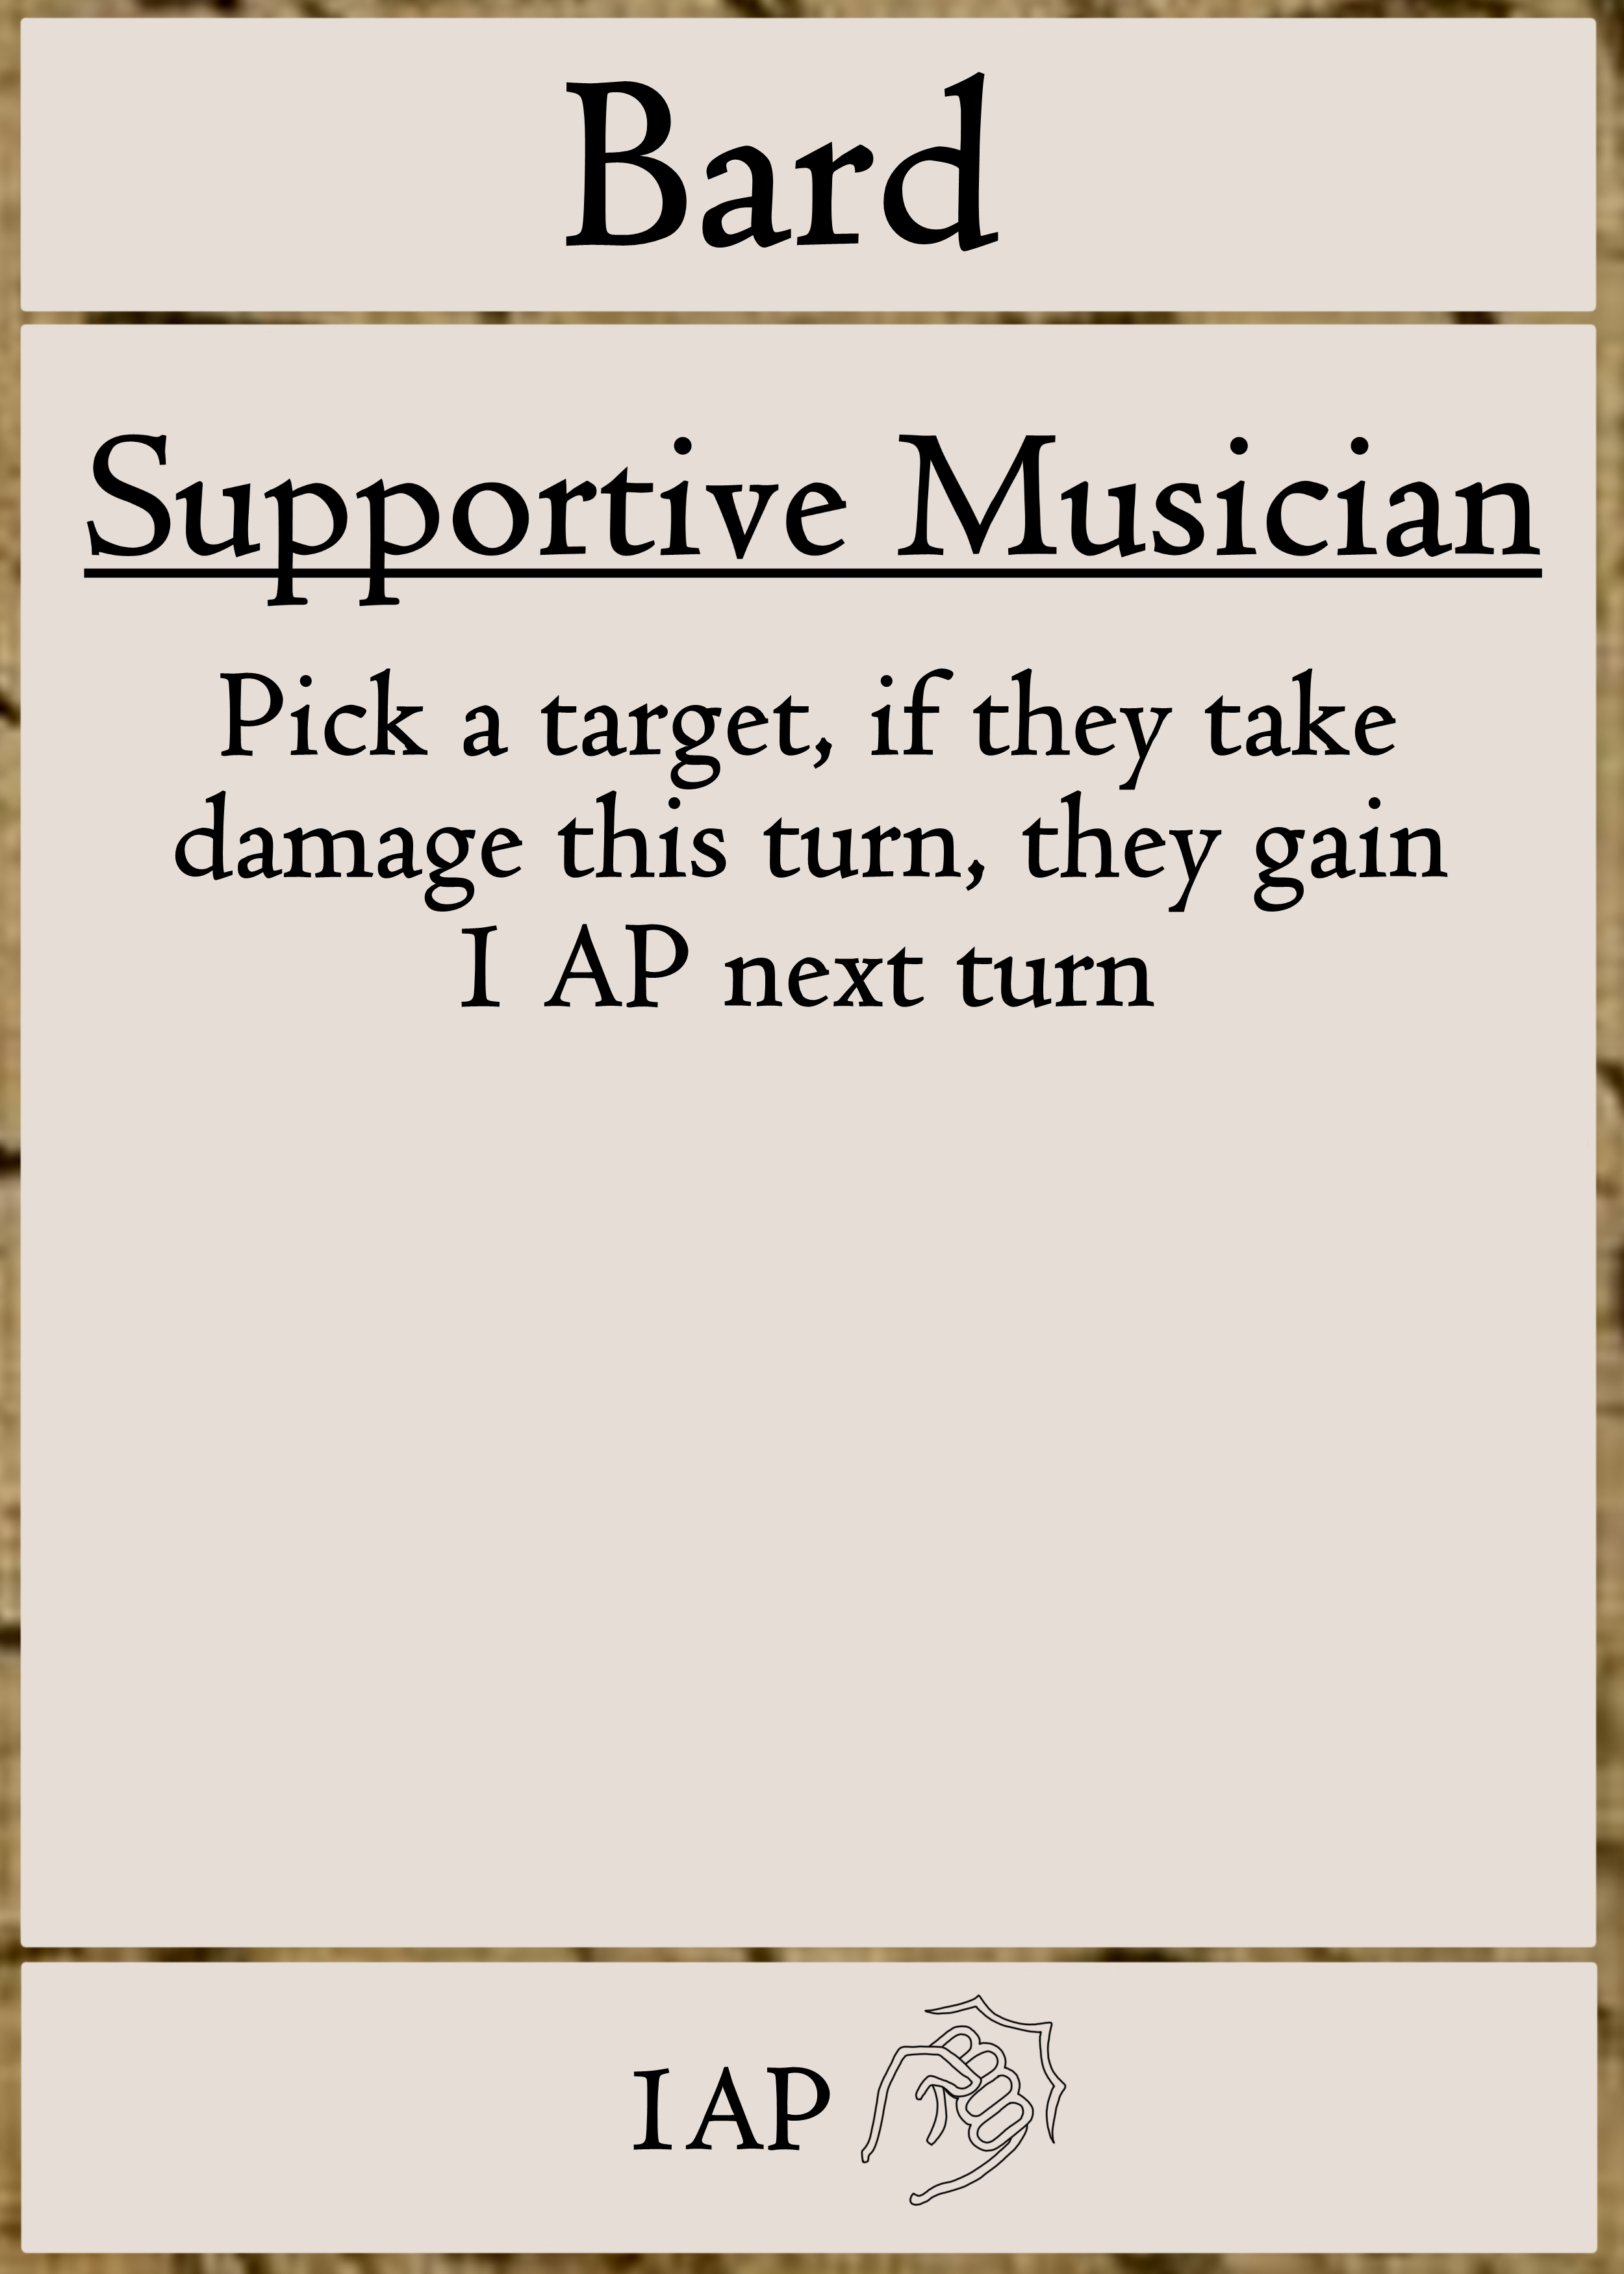 Bard
Supportive Musician
Pick a target, if they take
damage this turn, they gain
1 AP next turn
1 AP